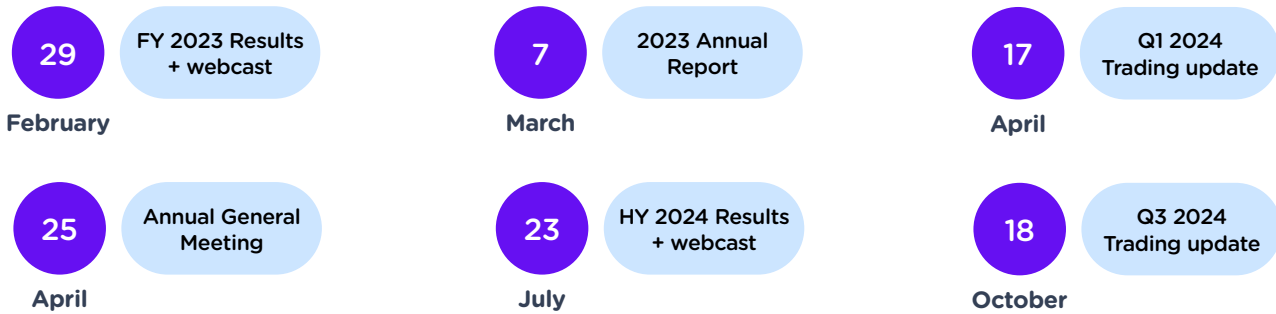 29
FY 2023 Results
+ webcast
February
7
2023 Annual
Report
March
17
Q1 2024
Trading update
April
25
Annual General
Meeting
April
23
HY 2024 Results
+ webcast
July
18
Q3 2024
Trading update
October